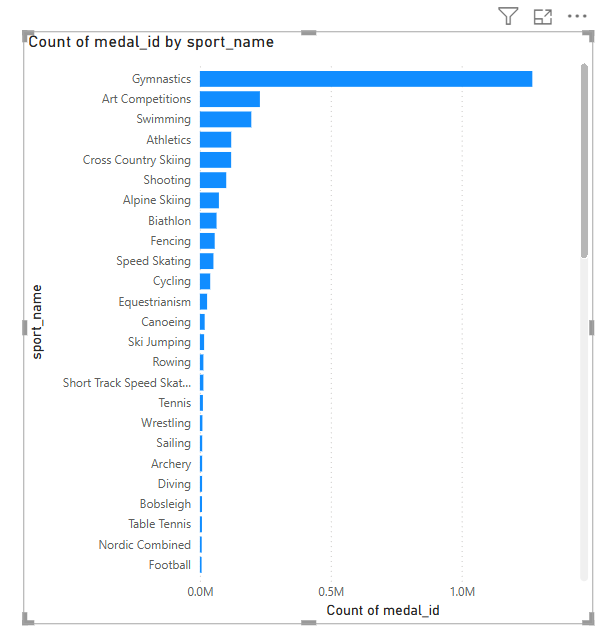 Count of medal_id by sport_name
Gymnastics
Art Competitions
Swimming
Athletics
Cross Country Skiing
Shooting
Alpine Skiing
Biathlon
Fencing
Speed Skating
Cycling
Equestrianism
Canoeing
Ski Jumping
Rowing
Short Track Speed Skat...
Tennis
Wrestling
Sailing
Archery
Diving
Bobsleigh
Table Tennis
Nordic Combined
Football
sport_name
0.0M 0.5M 1.0M
Count of medal_id